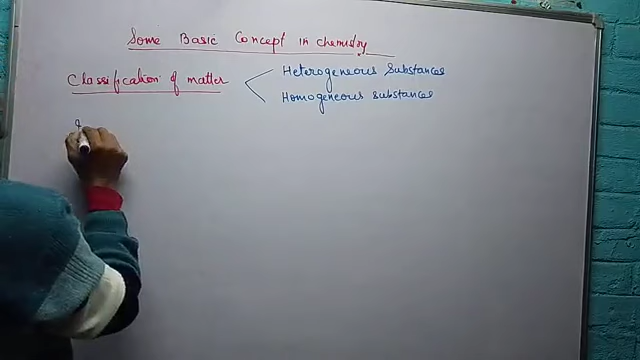 Some Basic Concept in chemistry
Classification of matter
Heterogeneous Substances
Homogeneous substances